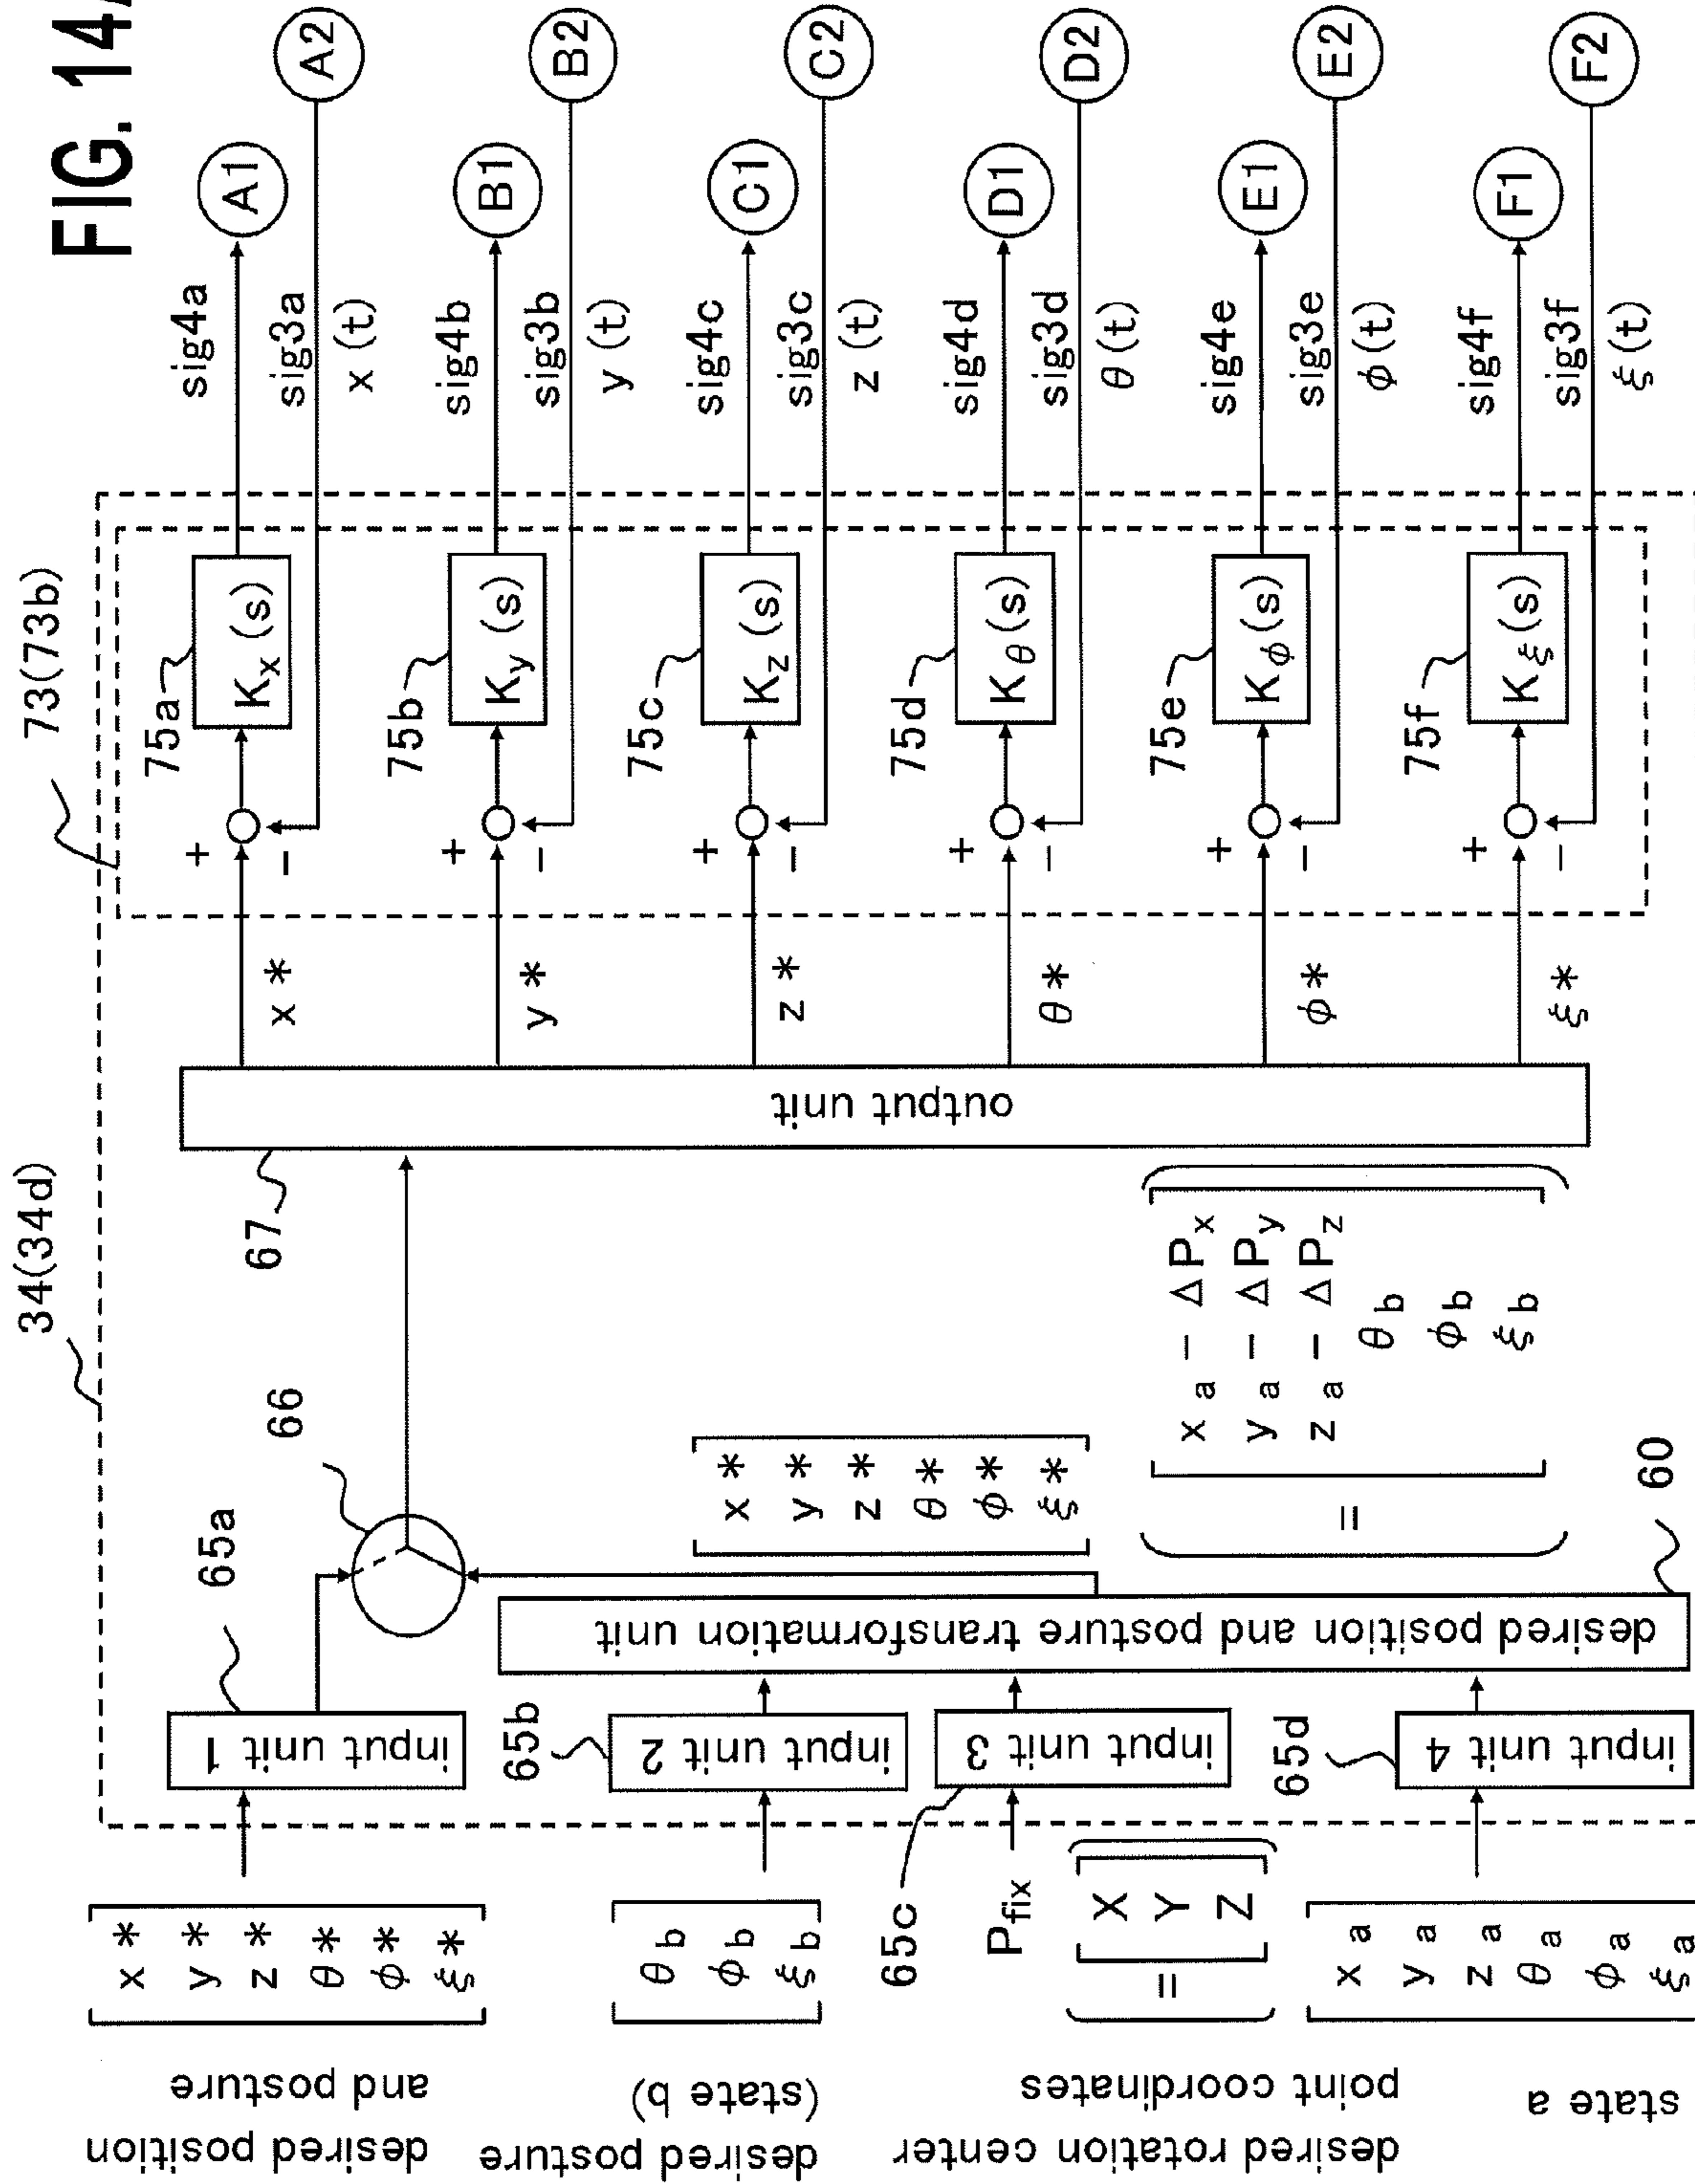 FIG. 14
34(34d)
73(73b)
desired position
and posture
x *
y *
z *
θ *
φ *
ξ *
input unit 1
65a
66
67
output unit
x *
y *
z *
θ *
φ *
ξ *
75a
Kx (s)
+
−
sig4a
A1
sig3a
x (t)
A2
75b
Ky (s)
+
−
sig4b
B1
sig3b
y (t)
B2
75c
Kz (s)
+
−
sig4c
C1
sig3c
z (t)
C2
75d
Kθ (s)
+
−
sig4d
D1
sig3d
θ (t)
D2
75e
Kφ (s)
+
−
sig4e
E1
sig3e
φ (t)
E2
75f
Kξ (s)
+
−
sig4f
F1
sig3f
ξ (t)
F2
desired posture
(state b)
θb
φb
ξb
65b
input unit 2
desired rotation center
point coordinates
Pfix
=
X
Y
Z
65c
input unit 3
state a
xa
ya
za
θa
φa
ξa
65d
input unit 4
desired position and posture transformation unit
60
x *
y *
z *
θ *
φ *
ξ *
=
xa − ΔPx
ya − ΔPy
za − ΔPz
θb
φb
ξb